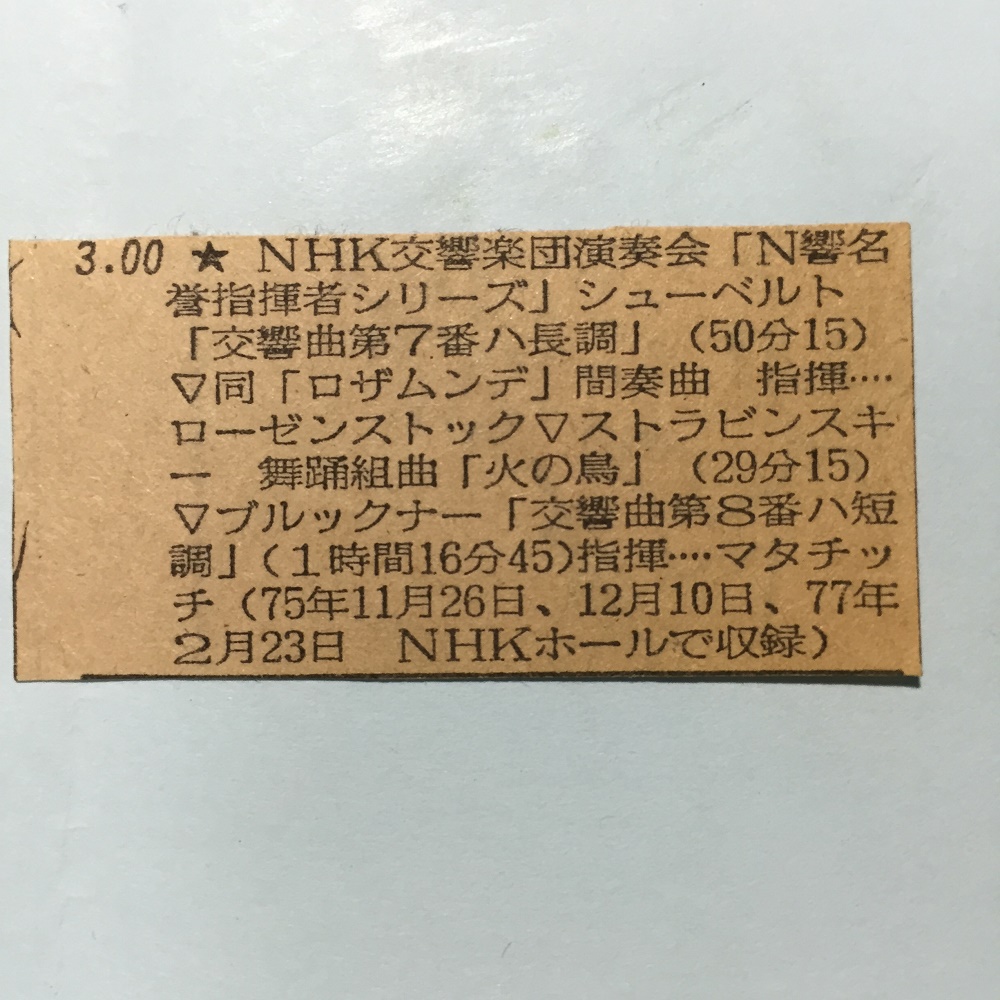 3.00 ★ NHK交響楽団演奏会「N響名
誉指揮者シリーズ」シューベルト
「交響曲第7番ハ長調」（50分15）
▽同「ロザムンデ」間奏曲　指揮‥‥
ローゼンストック▽ストラビンスキ
ー　舞踊組曲「火の鳥」（29分15）
▽ブルックナー「交響曲第8番ハ短
調」（1時間16分45）指揮‥‥マタチッ
チ（75年11月26日、12月10日、77年
2月23日　NHKホールで収録）